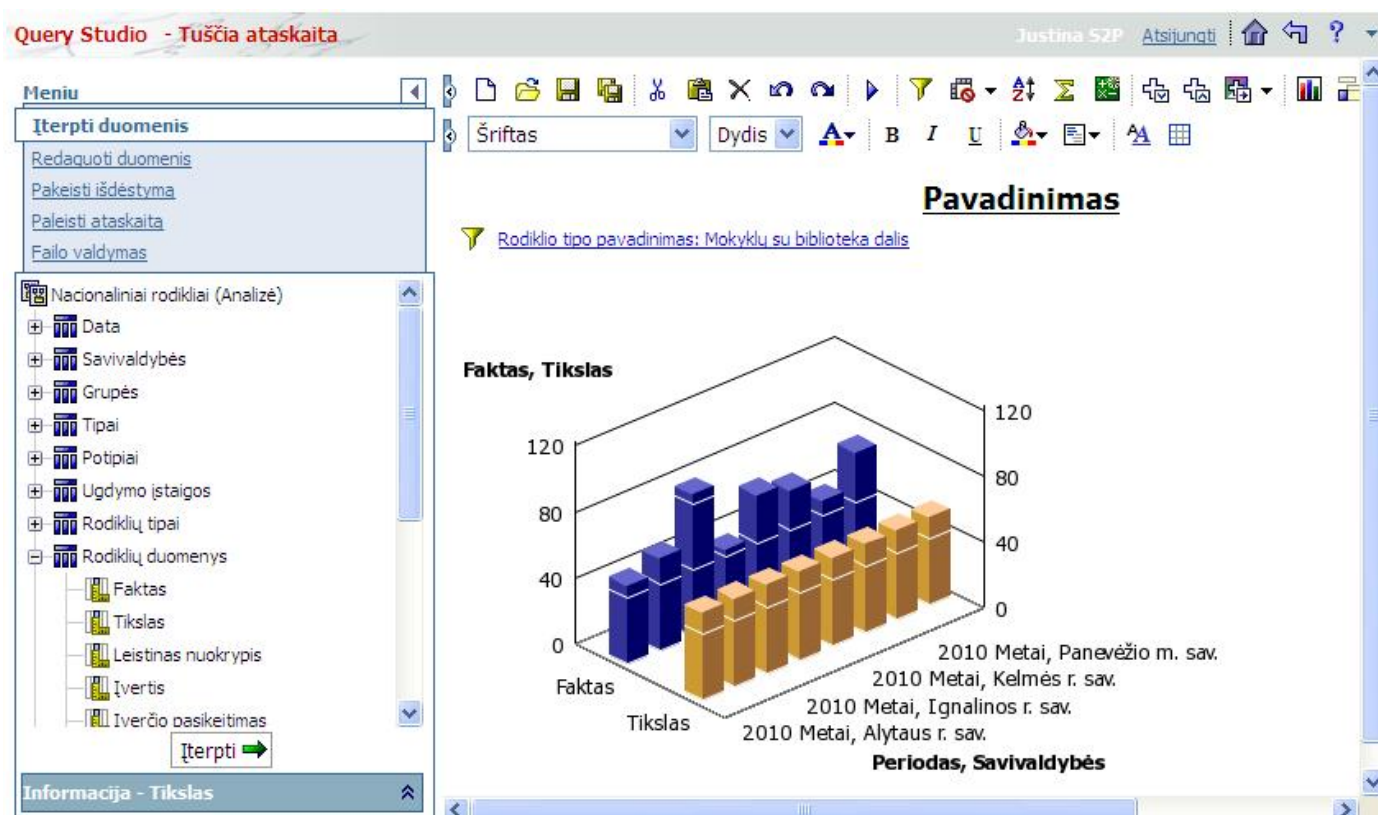 Query Studio - Tuščia ataskaita
Justina S2P Atsijungti
Meniu
Įterpti duomenis
Redaguoti duomenis
Pakeisti išdėstymą
Paleisti ataskaitą
Failo valdymas
Nacionaliniai rodikliai (Analizė)
Data
Savivaldybės
Grupės
Tipai
Potipiai
Ugdymo įstaigos
Rodiklių tipai
Rodiklių duomenys
Faktas
Tikslas
Leistinas nuokrypis
Įvertis
Įverčio pasikeitimas
Įterpti
Informacija - Tikslas
Šriftas
Dydis
A
B I U
Pavadinimas
Rodiklio tipo pavadinimas: Mokyklų su biblioteka dalis
Faktas, Tikslas
120
80
40
0
120
80
40
0
Faktas
Tikslas
2010 Metai, Panevėžio m. sav.
2010 Metai, Kelmės r. sav.
2010 Metai, Ignalinos r. sav.
2010 Metai, Alytaus r. sav.
Periodas, Savivaldybės